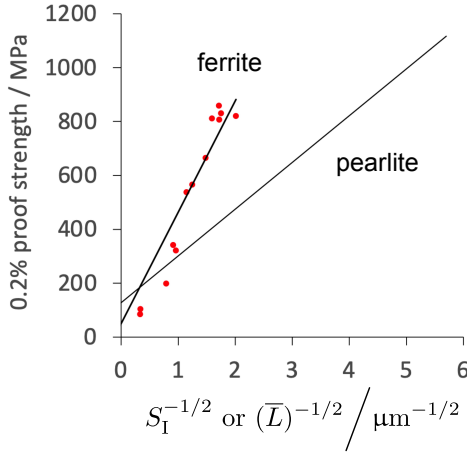 0.2% proof strength / MPa
1200
1000
800
600
400
200
0
ferrite
pearlite
0 1 2 3 4 5 6
S_I^{-1/2} or (L̅)^{-1/2} / μm^{-1/2}